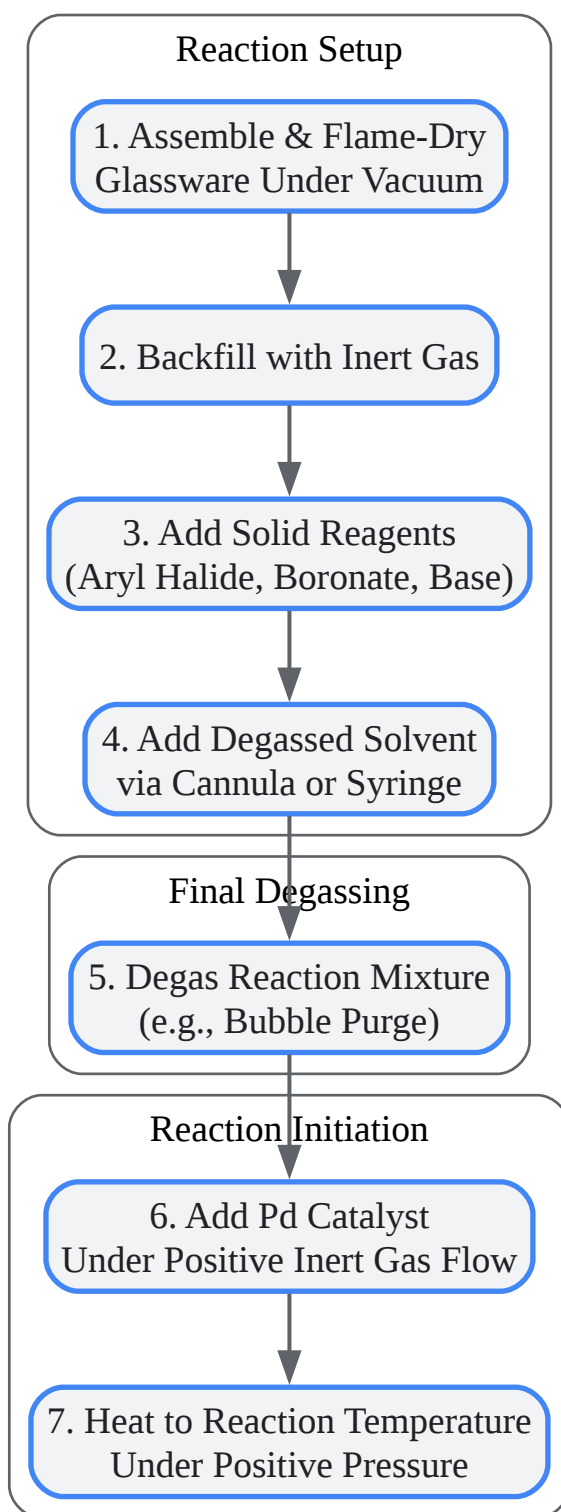 Reaction Setup
1. Assemble & Flame-Dry
Glassware Under Vacuum
2. Backfill with Inert Gas
3. Add Solid Reagents
(Aryl Halide, Boronate, Base)
4. Add Degassed Solvent
via Cannula or Syringe
Final Degassing
5. Degas Reaction Mixture
(e.g., Bubble Purge)
Reaction Initiation
6. Add Pd Catalyst
Under Positive Inert Gas Flow
7. Heat to Reaction Temperature
Under Positive Pressure